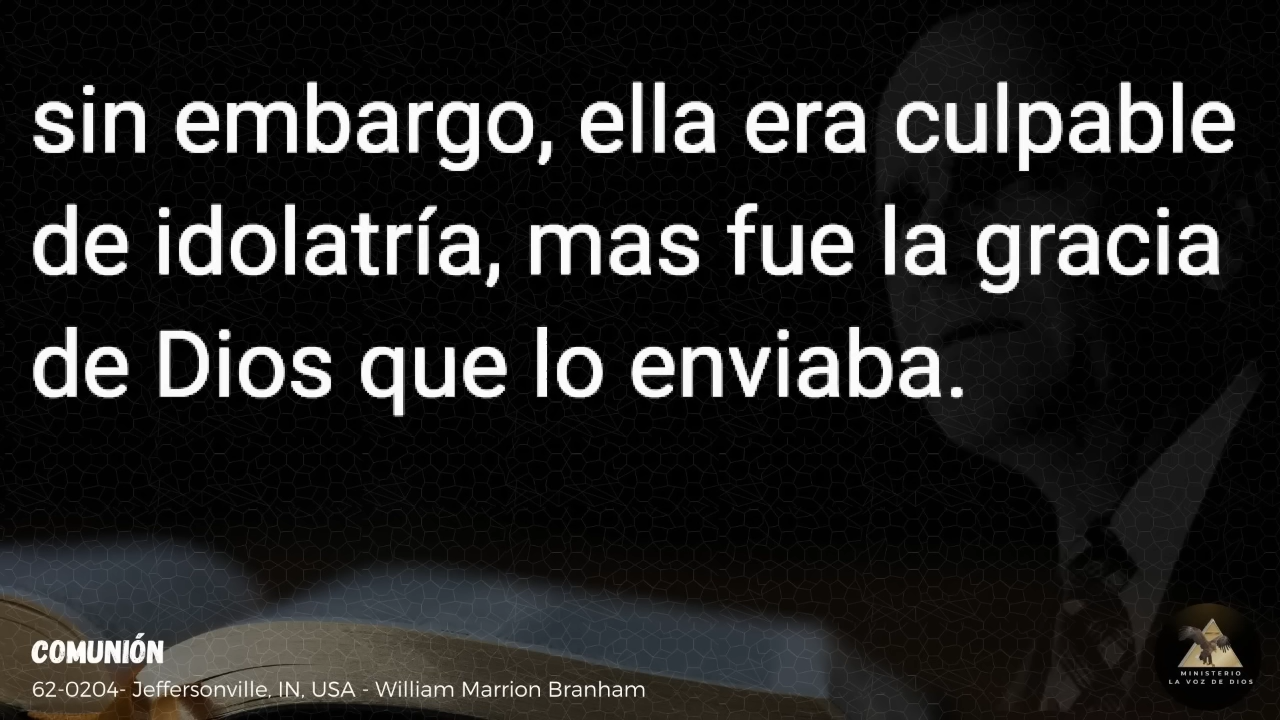 sin embargo, ella era culpable
de idolatría, mas fue la gracia
de Dios que lo enviaba.
COMUNIÓN
62-0204- Jeffersonville, IN, USA - William Marrion Branham
MINISTERIO
LA VOZ DE DIOS